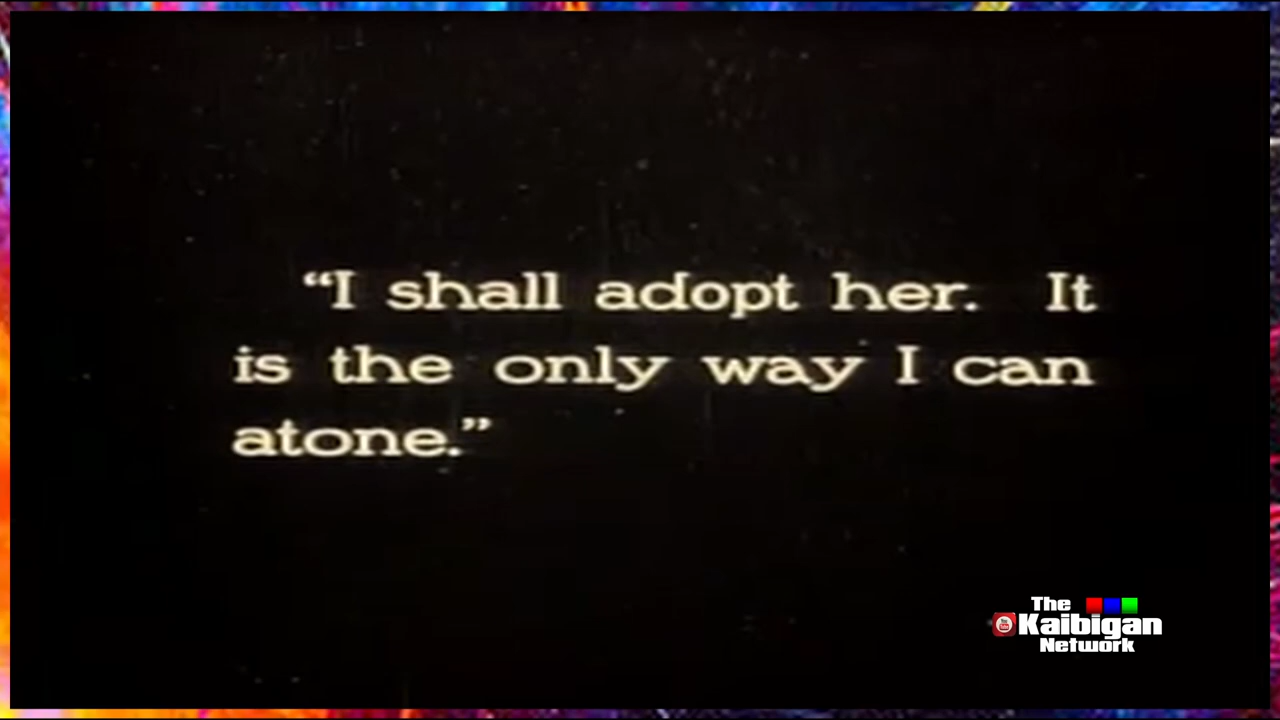 “I shall adopt her. It
is the only way I can
atone.”
The
Kaibigan
Network